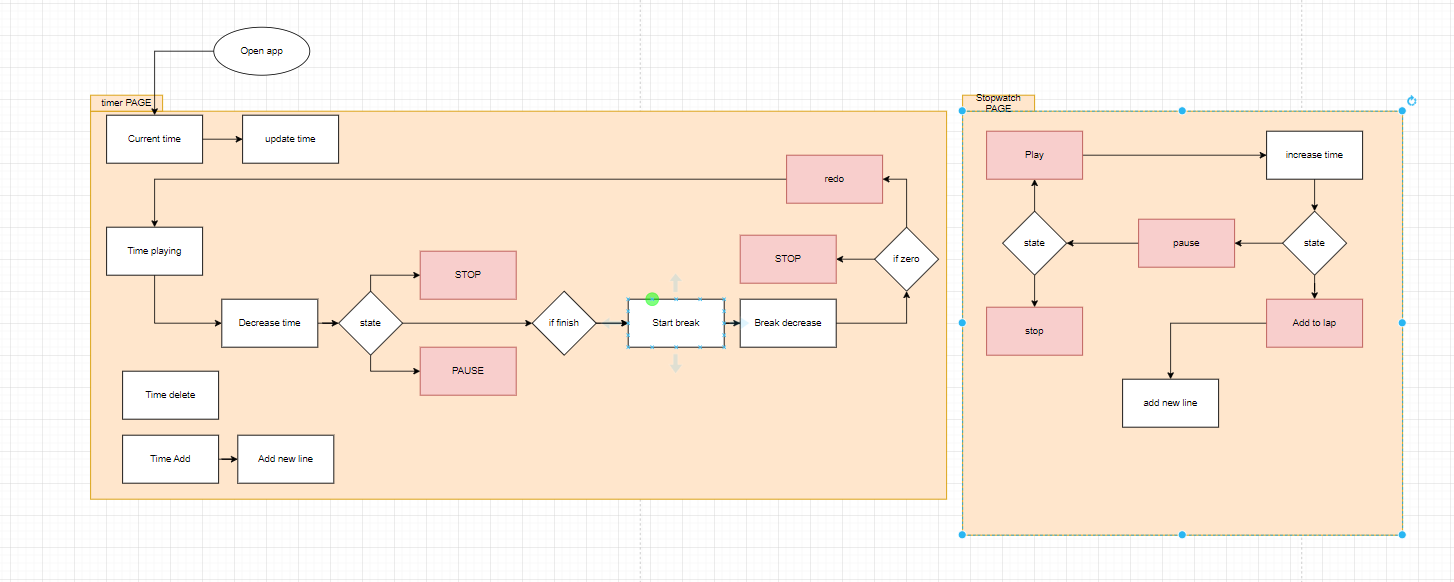 Open app
timer PAGE
Current time
update time
redo
Time playing
STOP
STOP
if zero
Decrease time
state
if finish
Start break
Break decrease
PAUSE
Time delete
Time Add
Add new line
Stopwatch
PAGE
Play
increase time
state
pause
state
stop
Add to lap
add new line